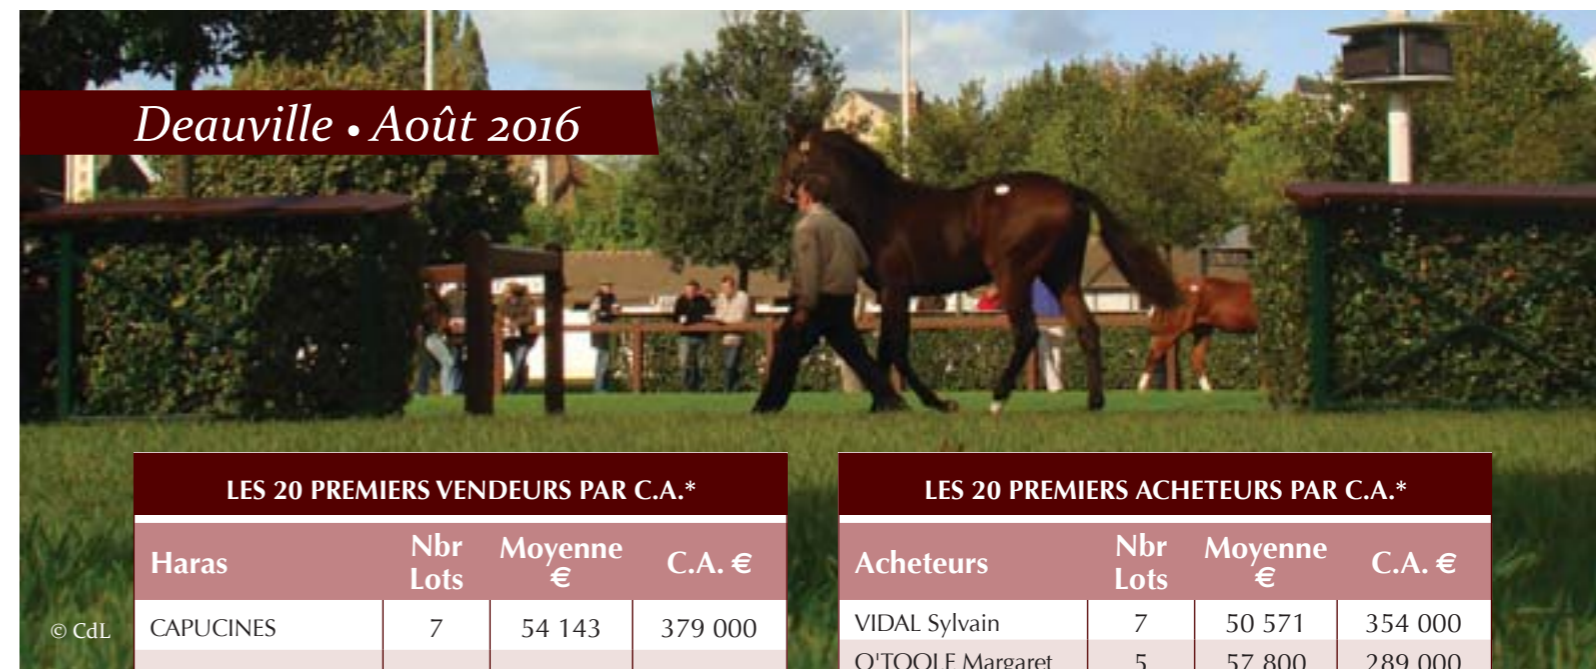 Deauville • Août 2016
LES 20 PREMIERS VENDEURS PAR C.A.*
Haras Nbr Lots Moyenne € C.A. €
CAPUCINES 7 54 143 379 000
LES 20 PREMIERS ACHETEURS PAR C.A.*
Acheteurs Nbr Lots Moyenne € C.A. €
VIDAL Sylvain 7 50 571 354 000
O'TOOLE Margaret 5 57 800 289 000
© CdL